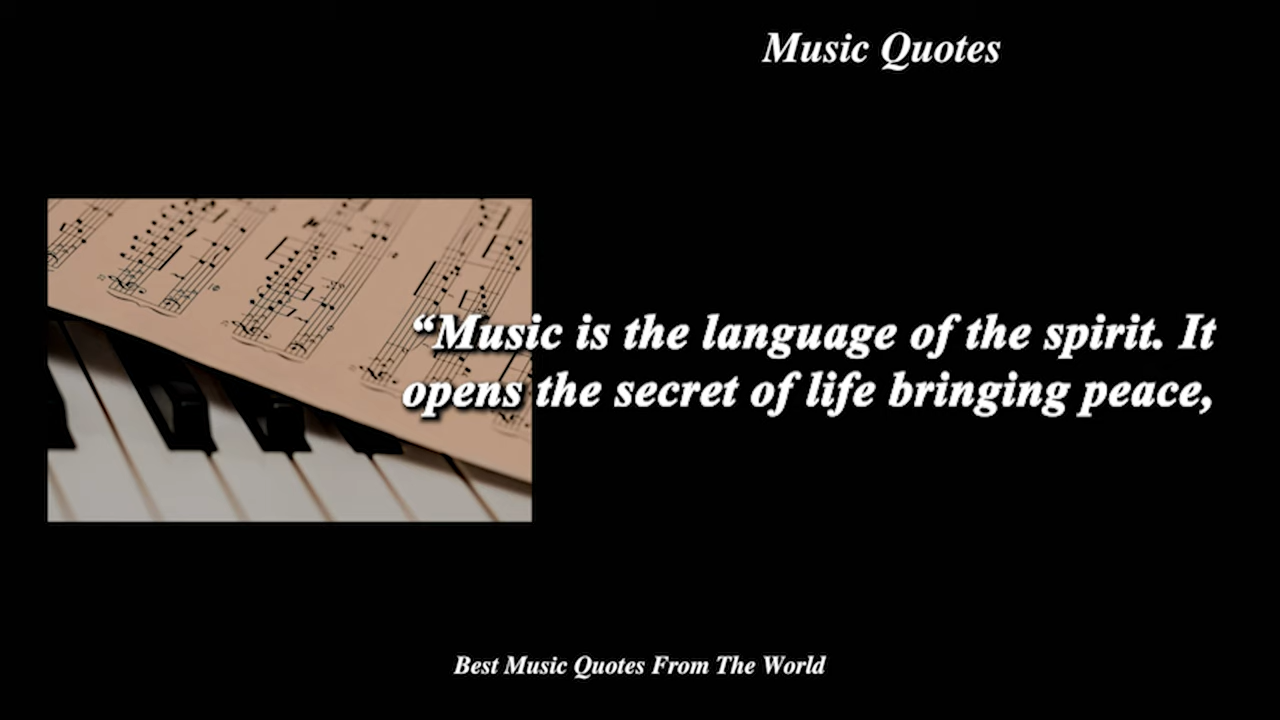 Music Quotes
“Music is the language of the spirit. It
opens the secret of life bringing peace,
Best Music Quotes From The World